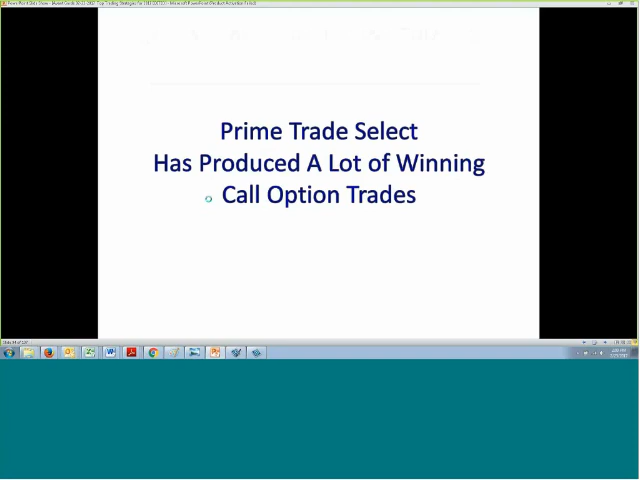 Prime Trade Select
Has Produced A Lot of Winning
Call Option Trades